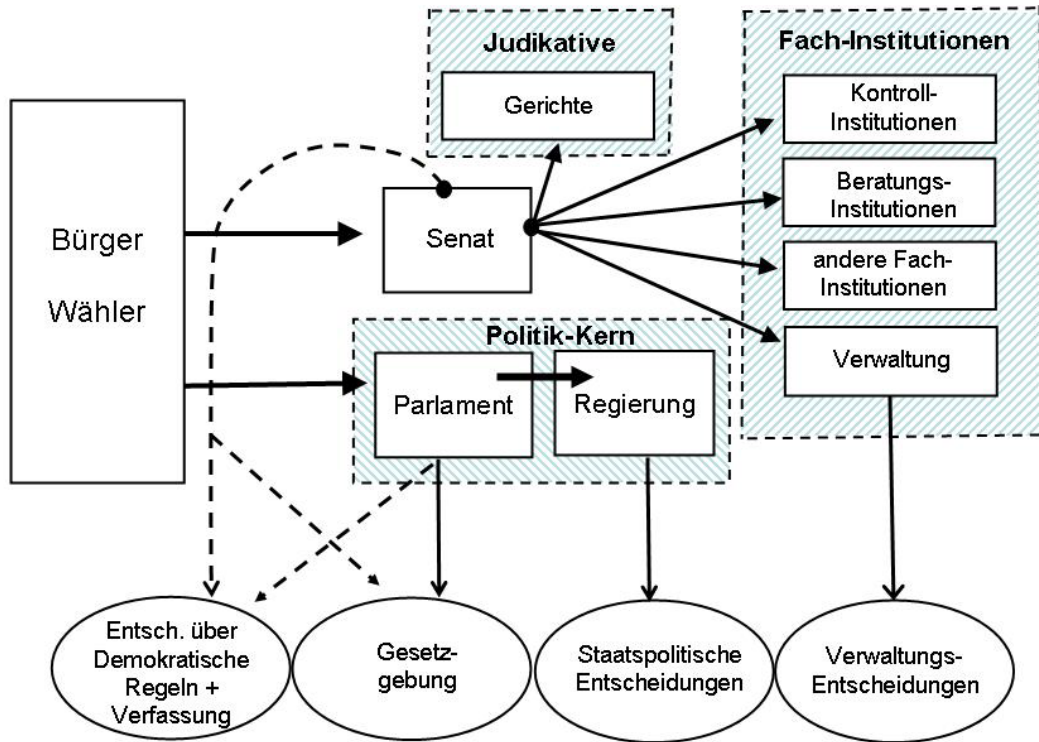 Judikative
Gerichte
Fach-Institutionen
Kontroll-
Institutionen
Beratungs-
Institutionen
andere Fach-
Institutionen
Verwaltung
Bürger
Wähler
Senat
Politik-Kern
Parlament
Regierung
Entsch. über
Demokratische
Regeln +
Verfassung
Gesetz-
gebung
Staatspolitische
Entscheidungen
Verwaltungs-
Entscheidungen